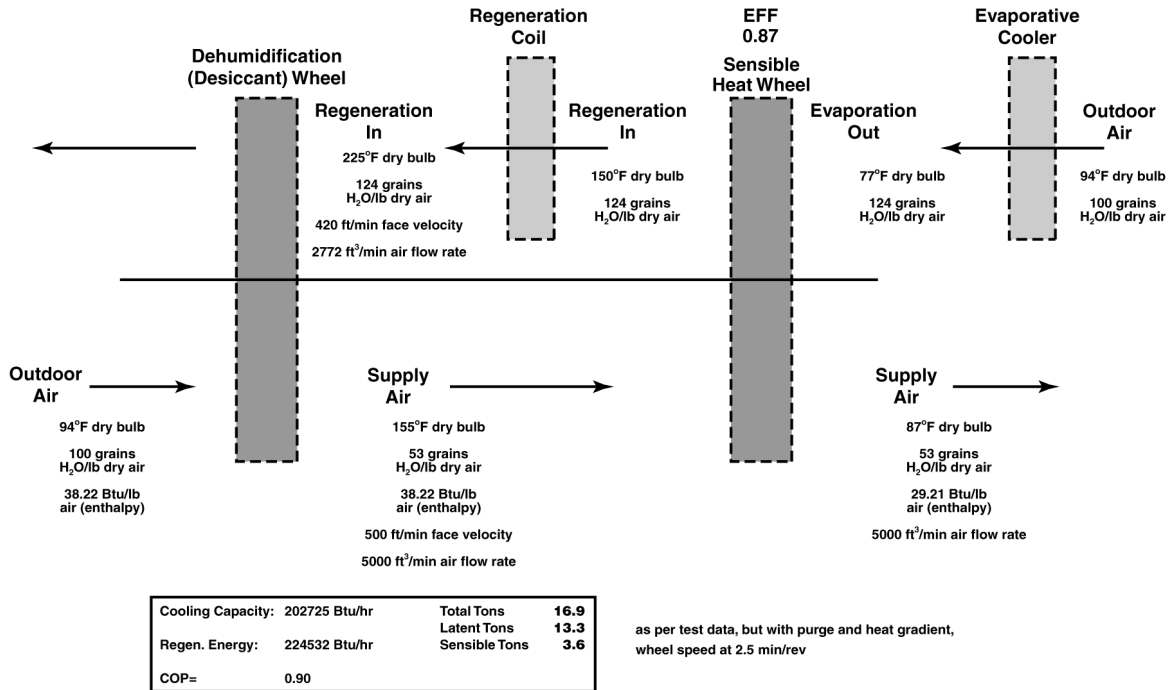 Regeneration
Coil
EFF
0.87
Evaporative
Cooler
Dehumidification
(Desiccant) Wheel
Sensible
Heat Wheel
Regeneration
In
Regeneration
In
Evaporation
Out
Outdoor
Air
225°F dry bulb
124 grains
H₂O/lb dry air
420 ft/min face velocity
2772 ft³/min air flow rate
150°F dry bulb
124 grains
H₂O/lb dry air
77°F dry bulb
124 grains
H₂O/lb dry air
94°F dry bulb
100 grains
H₂O/lb dry air
Outdoor
Air
94°F dry bulb
100 grains
H₂O/lb dry air
38.22 Btu/lb
air (enthalpy)
Supply
Air
155°F dry bulb
53 grains
H₂O/lb dry air
38.22 Btu/lb
air (enthalpy)
500 ft/min face velocity
5000 ft³/min air flow rate
Supply
Air
87°F dry bulb
53 grains
H₂O/lb dry air
29.21 Btu/lb
air (enthalpy)
5000 ft³/min air flow rate
Cooling Capacity: 202725 Btu/hr Total Tons 16.9
Latent Tons 13.3
Regen. Energy: 224532 Btu/hr Sensible Tons 3.6
COP= 0.90
as per test data, but with purge and heat gradient,
wheel speed at 2.5 min/rev